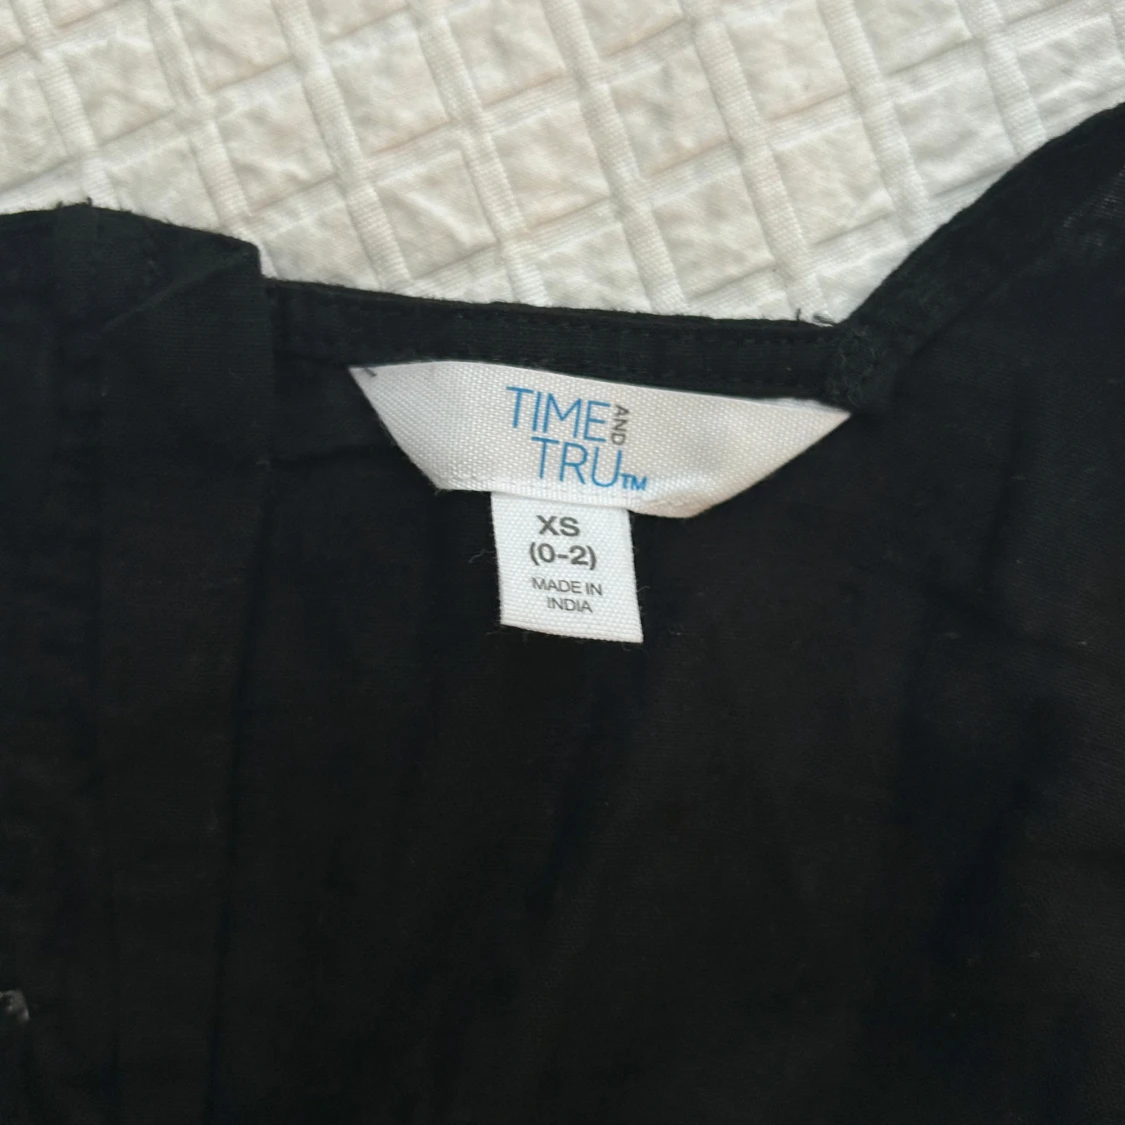 TIME AND
TRU™
XS
(0-2)
MADE IN
INDIA